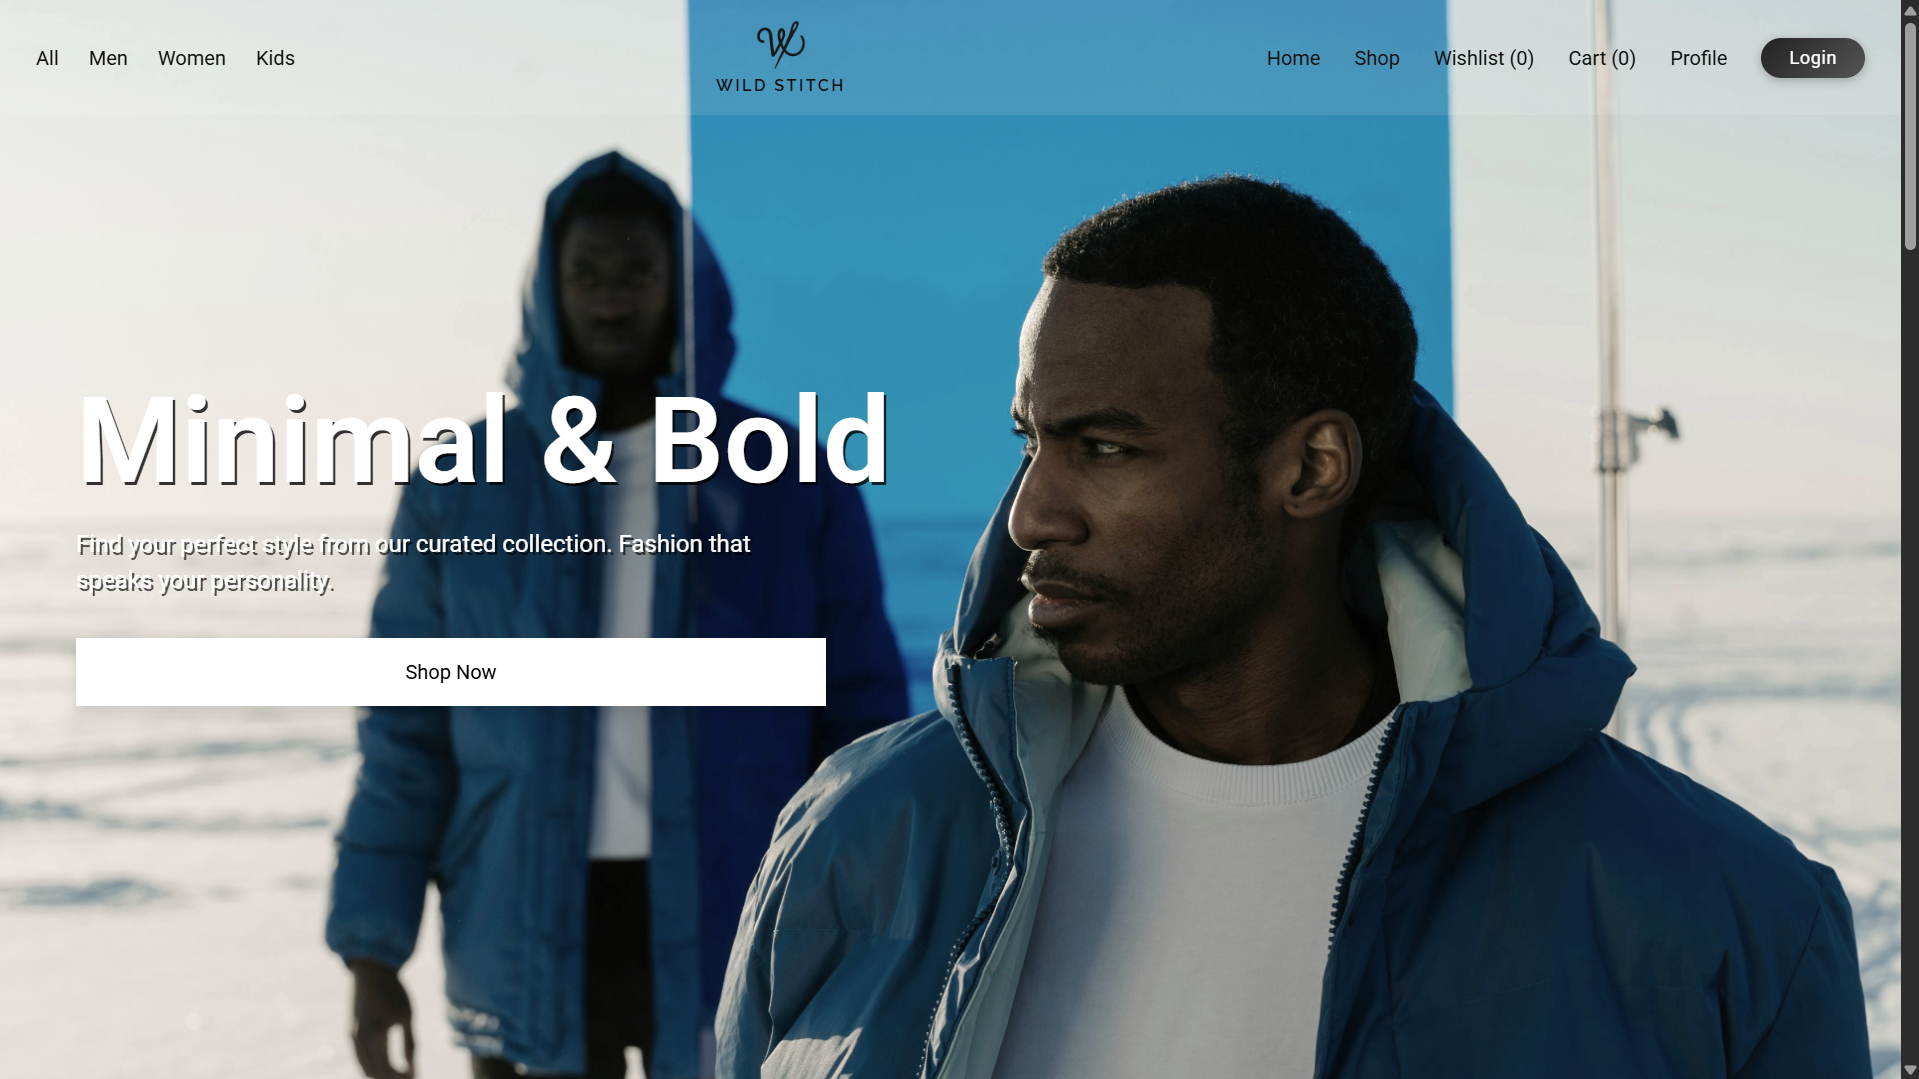 All Men Women Kids
W
WILD STITCH
Home Shop Wishlist (0) Cart (0) Profile Login
Minimal & Bold
Find your perfect style from our curated collection. Fashion that
speaks your personality.
Shop Now